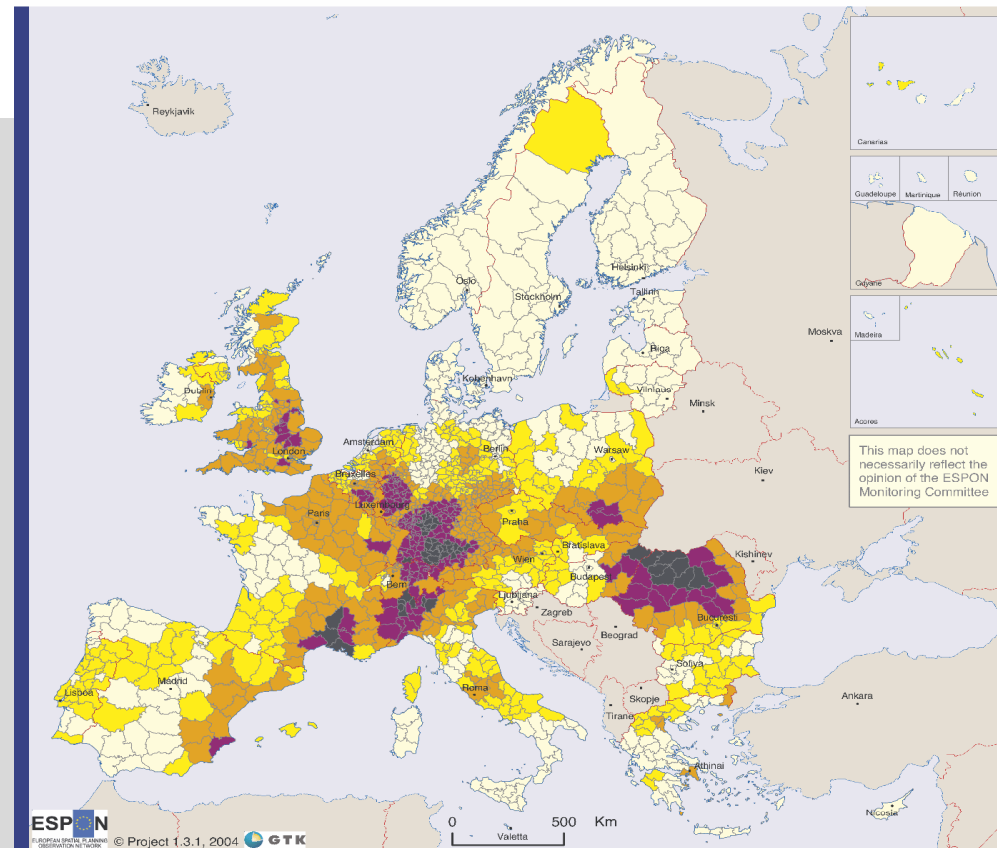 Reykjavik
Canarias
Guadeloupe
Martinique
Réunion
Guyane
Madeira
Acores
Helsinki
Oslo
Tallinn
Stockholm
Moskva
Riga
København
Vilnius
Minsk
Dublin
Amsterdam
Berlin
Warsaw
London
Bruxelles
Kiev
This map does not
necessarily reflect the
opinion of the ESPON
Monitoring Committee
Luxembourg
Paris
Praha
Wien
Bratislava
Kishinev
Bern
Budapest
Ljubljana
Zagreb
Beograd
Bucuresti
Sarajevo
Sofiya
Madrid
Lisboa
Roma
Skopje
Ankara
Tirane
Athinai
Nicosia
ESPON
EUROPEAN SPATIAL PLANNING
OBSERVATION NETWORK
© Project 1.3.1, 2004
GTK
0 500 Km
Valetta